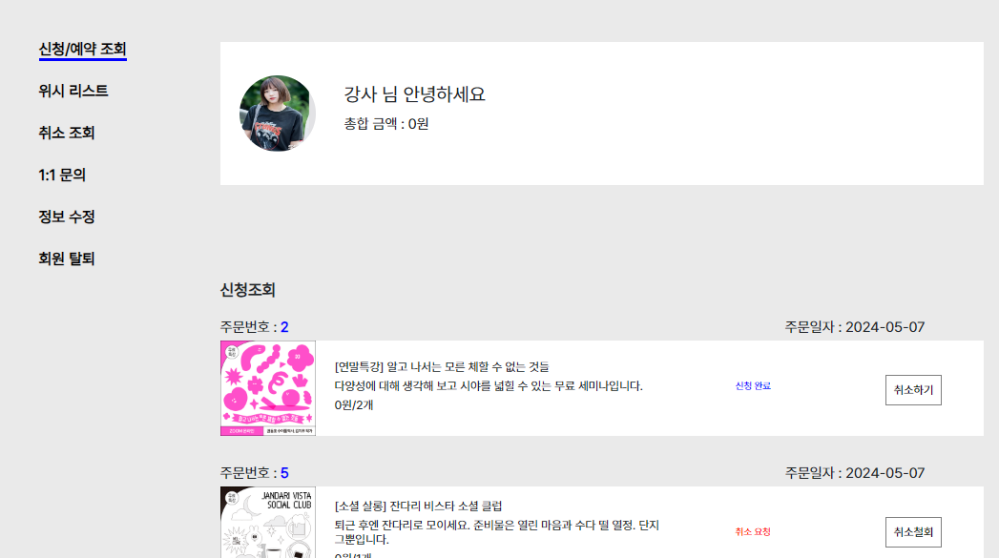 신청/예약 조회
위시 리스트
취소 조회
1:1 문의
정보 수정
회원 탈퇴
강사 님 안녕하세요
총합 금액 : 0원
신청조회
주문번호 : 2
주문일자 : 2024-05-07
[연말특강] 알고 나서는 모른 체할 수 없는 것들
다양성에 대해 생각해 보고 시야를 넓힐 수 있는 무료 세미나입니다.
0원/2개
신청 완료
취소하기
주문번호 : 5
주문일자 : 2024-05-07
JANDARI VISTA
SOCIAL CLUB
[소셜 살롱] 잔다리 비스타 소셜 클럽
퇴근 후엔 잔다리로 모이세요. 준비물은 열린 마음과 수다 떨 열정. 단지
그뿐입니다.
0원/1개
취소 요청
취소철회